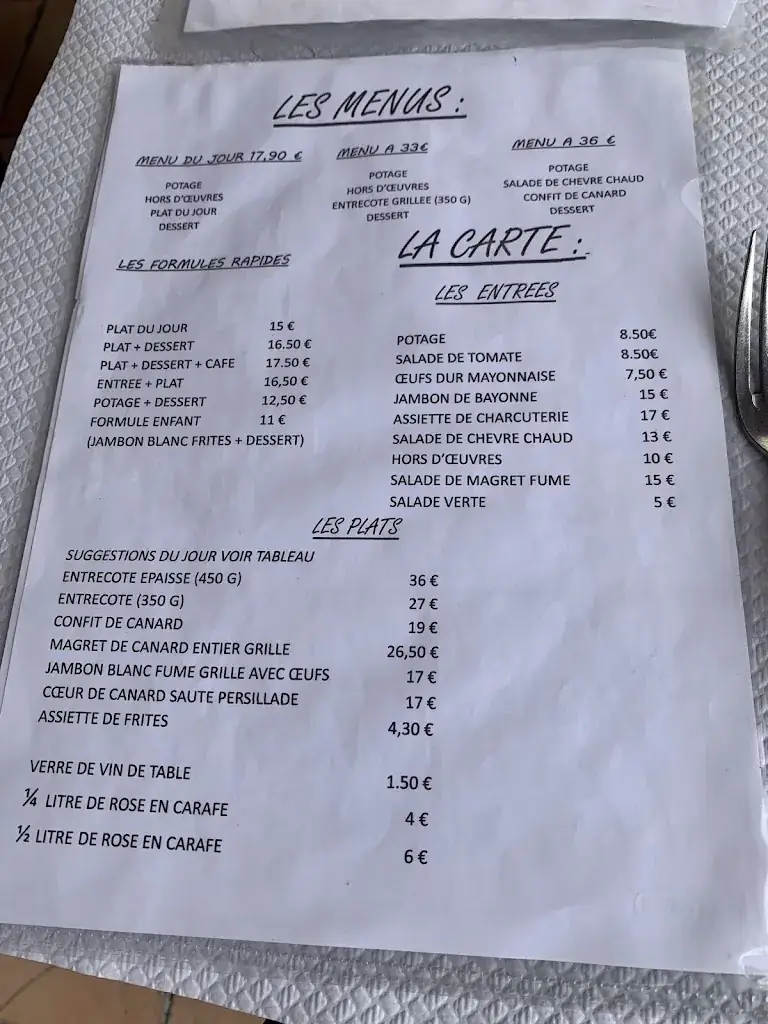 LES MENUS :
MENU DU JOUR 17,90 €
POTAGE
HORS D'ŒUVRES
PLAT DU JOUR
DESSERT
MENU A 33€
POTAGE
HORS D'ŒUVRES
ENTRECOTE GRILLEE (350 G)
DESSERT
MENU A 36 €
POTAGE
SALADE DE CHEVRE CHAUD
CONFIT DE CANARD
DESSERT
LES FORMULES RAPIDES
PLAT DU JOUR 15 €
PLAT + DESSERT 16.50 €
PLAT + DESSERT + CAFE 17.50 €
ENTREE + PLAT 16,50 €
POTAGE + DESSERT 12,50 €
FORMULE ENFANT 11 €
(JAMBON BLANC FRITES + DESSERT)
LA CARTE :.
LES ENTREES
POTAGE 8.50€
SALADE DE TOMATE 8.50€
ŒUFS DUR MAYONNAISE 7,50 €
JAMBON DE BAYONNE 15 €
ASSIETTE DE CHARCUTERIE 17 €
SALADE DE CHEVRE CHAUD 13 €
HORS D'ŒUVRES 10 €
SALADE DE MAGRET FUME 15 €
SALADE VERTE 5 €
LES PLATS
SUGGESTIONS DU JOUR VOIR TABLEAU
ENTRECOTE EPAISSE (450 G) 36 €
ENTRECOTE (350 G) 27 €
CONFIT DE CANARD 19 €
MAGRET DE CANARD ENTIER GRILLE 26,50 €
JAMBON BLANC FUME GRILLE AVEC ŒUFS 17 €
CŒUR DE CANARD SAUTE PERSILLADE 17 €
ASSIETTE DE FRITES 4,30 €
VERRE DE VIN DE TABLE 1.50 €
¼ LITRE DE ROSE EN CARAFE 4 €
½ LITRE DE ROSE EN CARAFE 6 €